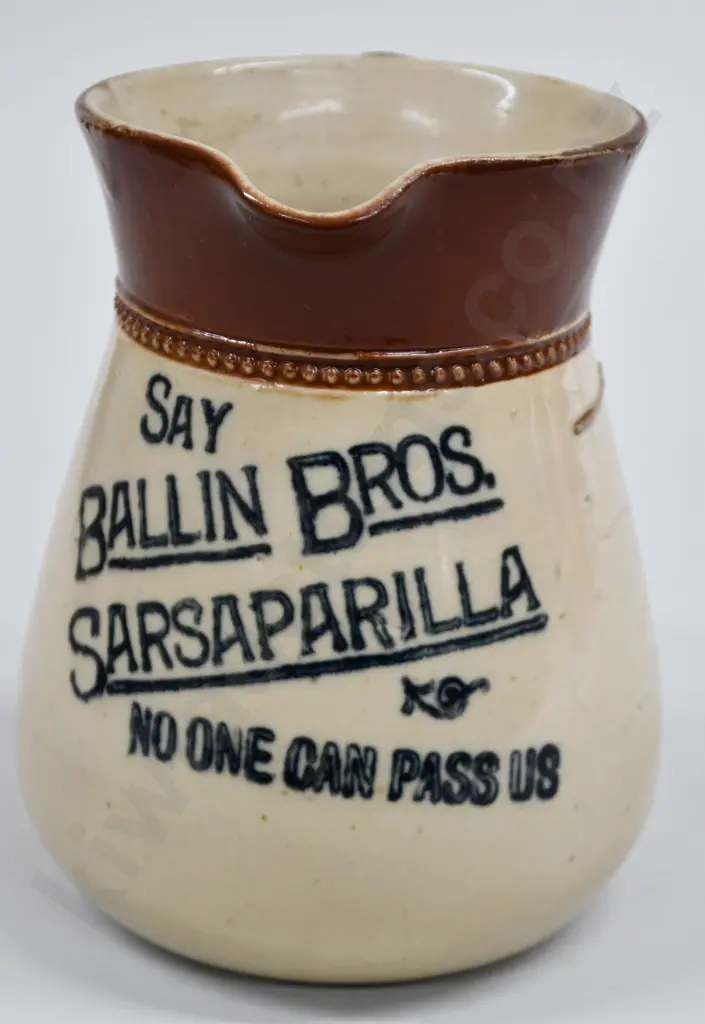 SAY
BALLIN BROS.
SARSAPARILLA
NO ONE CAN PASS US